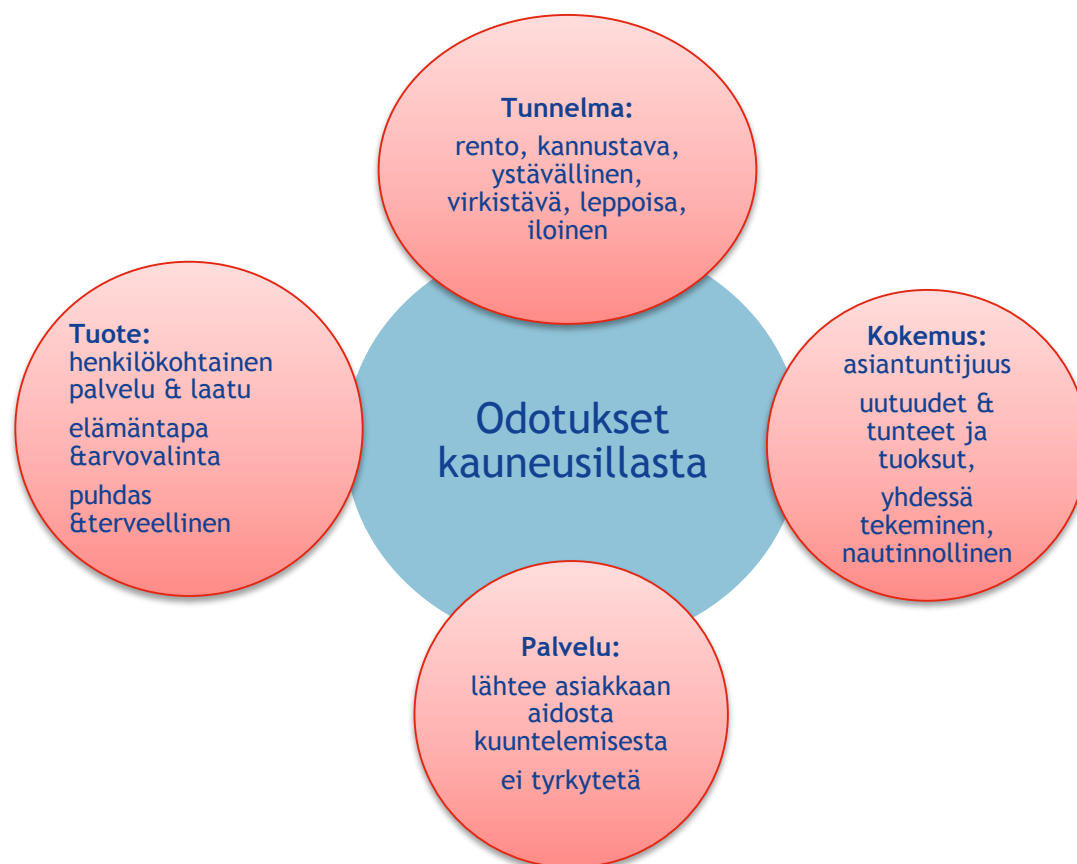 Tunnelma:
rento, kannustava,
ystävällinen,
virkistävä, leppoisa,
iloinen
Tuote:
henkilökohtainen
palvelu & laatu
elämäntapa
&arvovalinta
puhdas
&terveellinen
Odotukset
kauneusillasta
Kokemus:
asiantuntijuus
uutuudet &
tunteet ja
tuoksut,
yhdessä
tekeminen,
nautinnollinen
Palvelu:
lähtee asiakkaan
aidosta
kuuntelemisesta
ei tyrkytetä